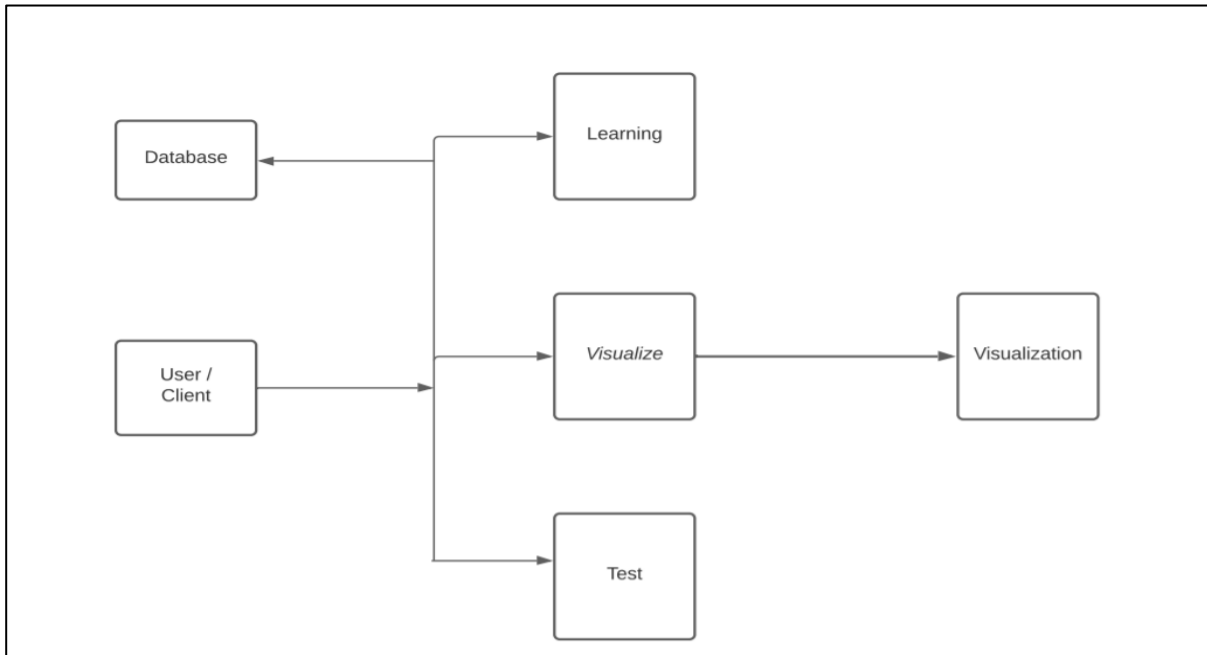 Learning
Database
Visualize
Visualization
User /
Client
Test